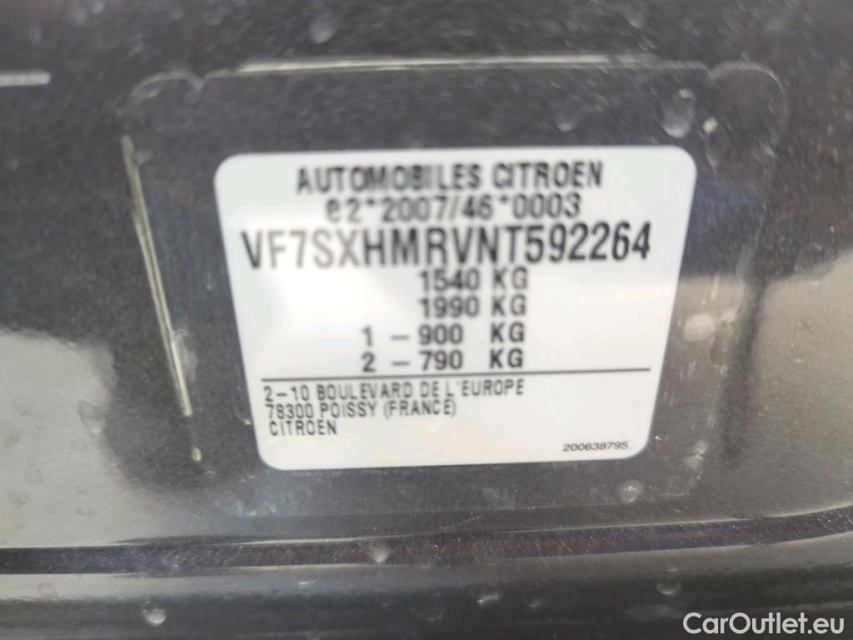 AUTOMOBILES CITROEN
e2*2007/46*0003
VF7SXHMRVNT592264
1540 KG
1990 KG
1 - 900 KG
2 - 790 KG
2-10 BOULEVARD DE L'EUROPE
78300 POISSY (FRANCE)
CITROEN
200638795
CarOutlet.eu